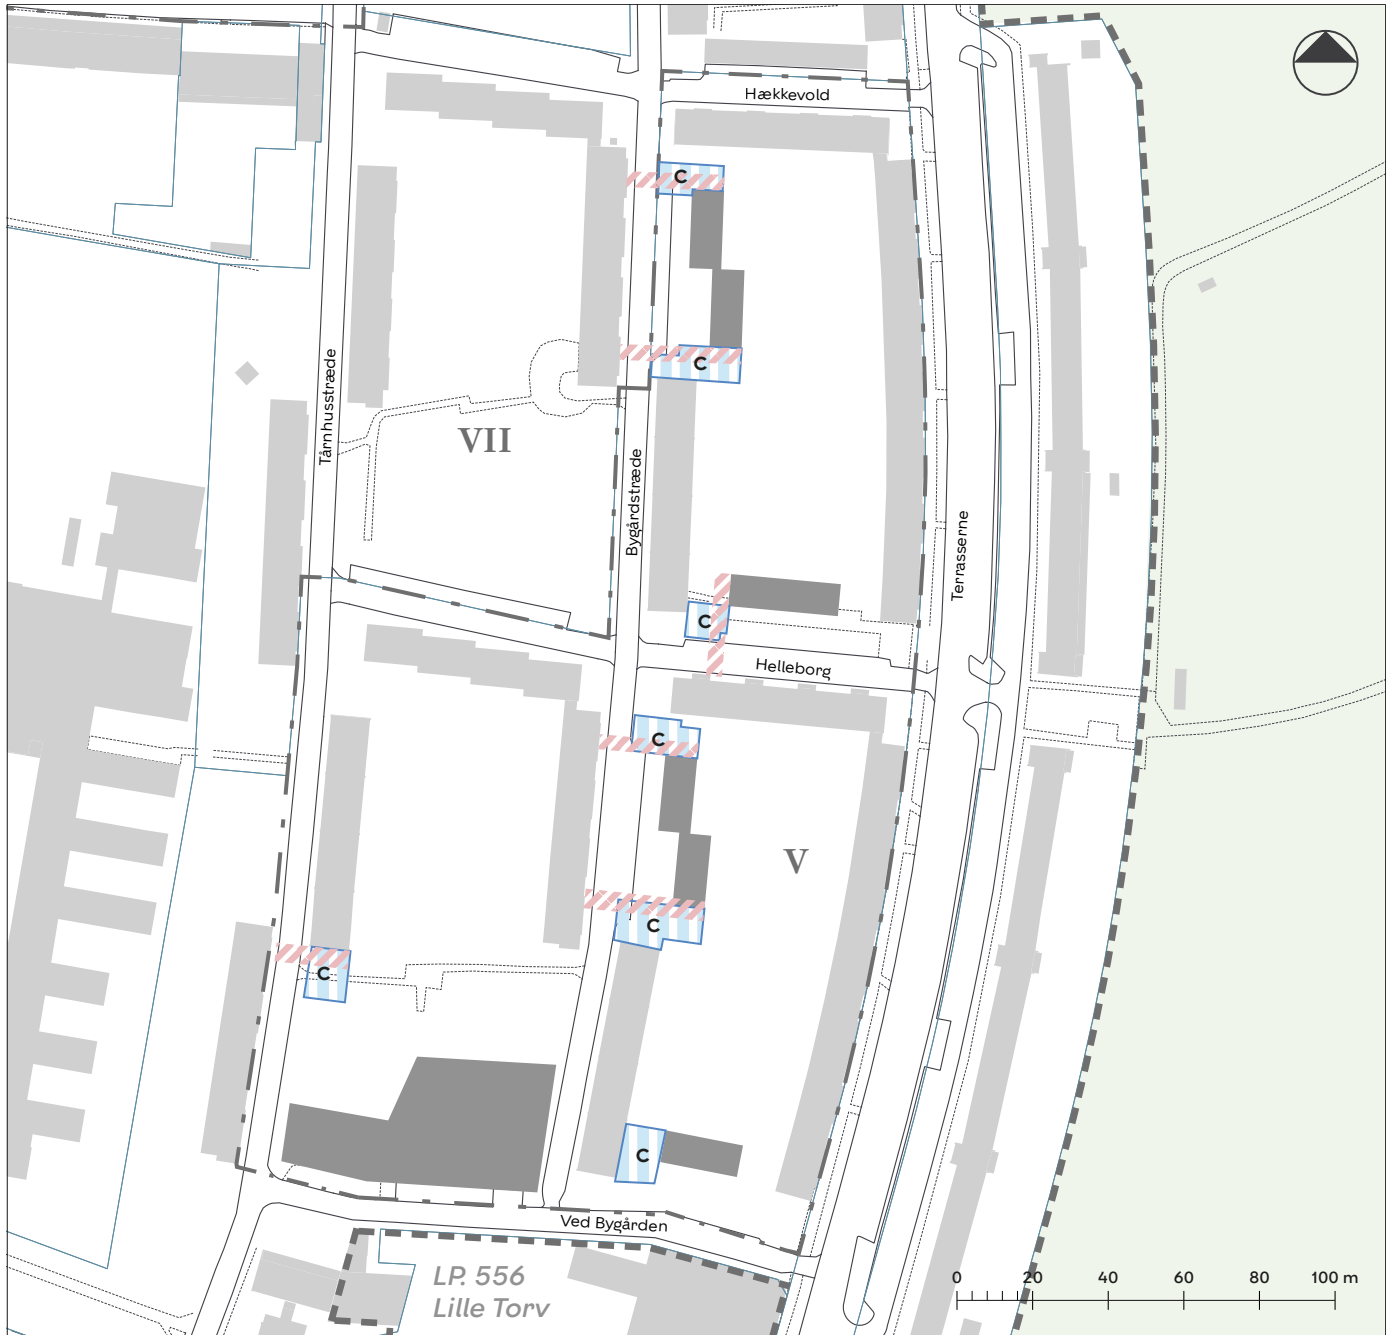 Hækkevold
C
C
Tårnhusstræde
VII
Bygårdstræde
Terrasserne
C
Helleborg
C
V
C
C
C
Ved Bygården
LP. 556
Lille Torv
0 20 40 60 80 100 m